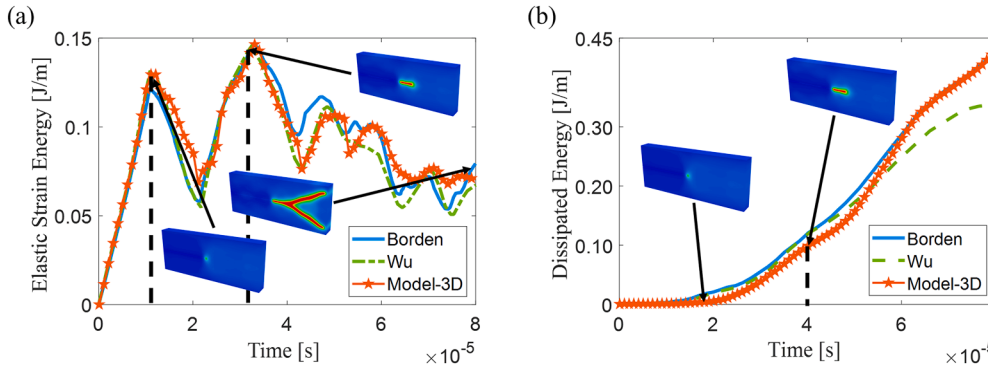 (a)
Elastic Strain Energy [J/m]
0.15
0.1
0.05
0
0
2
4
6
8
Time [s]
×10⁻⁵
Borden
Wu
Model-3D
(b)
Dissipated Energy [J/m]
0.45
0.30
0.20
0.10
0
0
2
4
6
Time [s]
×10⁻⁵
Borden
Wu
Model-3D